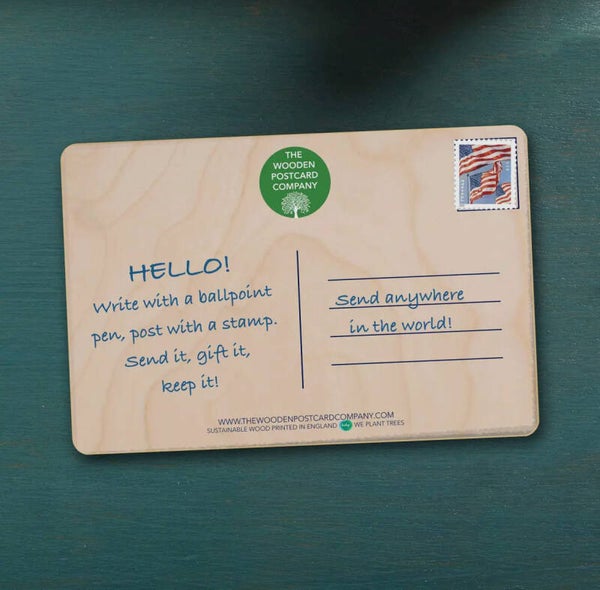 THE
WOODEN
POSTCARD
COMPANY
HELLO!
Write with a ballpoint
pen, post with a stamp.
Send it, gift it,
keep it!
Send anywhere
in the world!
WWW.THEWOODENPOSTCARDCOMPANY.COM
SUSTAINABLE WOOD PRINTED IN ENGLAND WE PLANT TREES